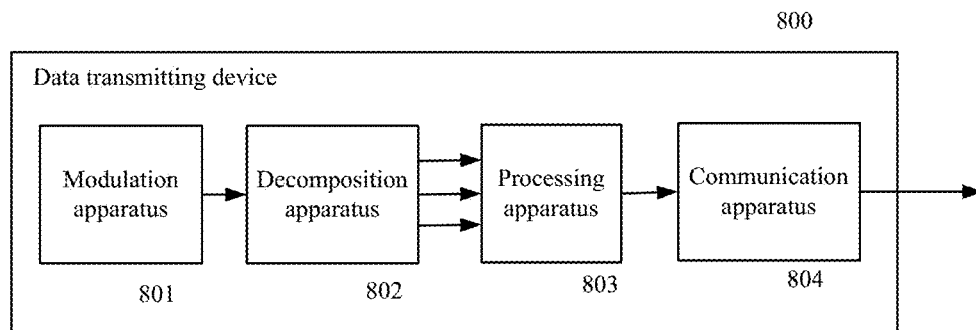 800
Data transmitting device
Modulation
apparatus
Decomposition
apparatus
Processing
apparatus
Communication
apparatus
801
802
803
804